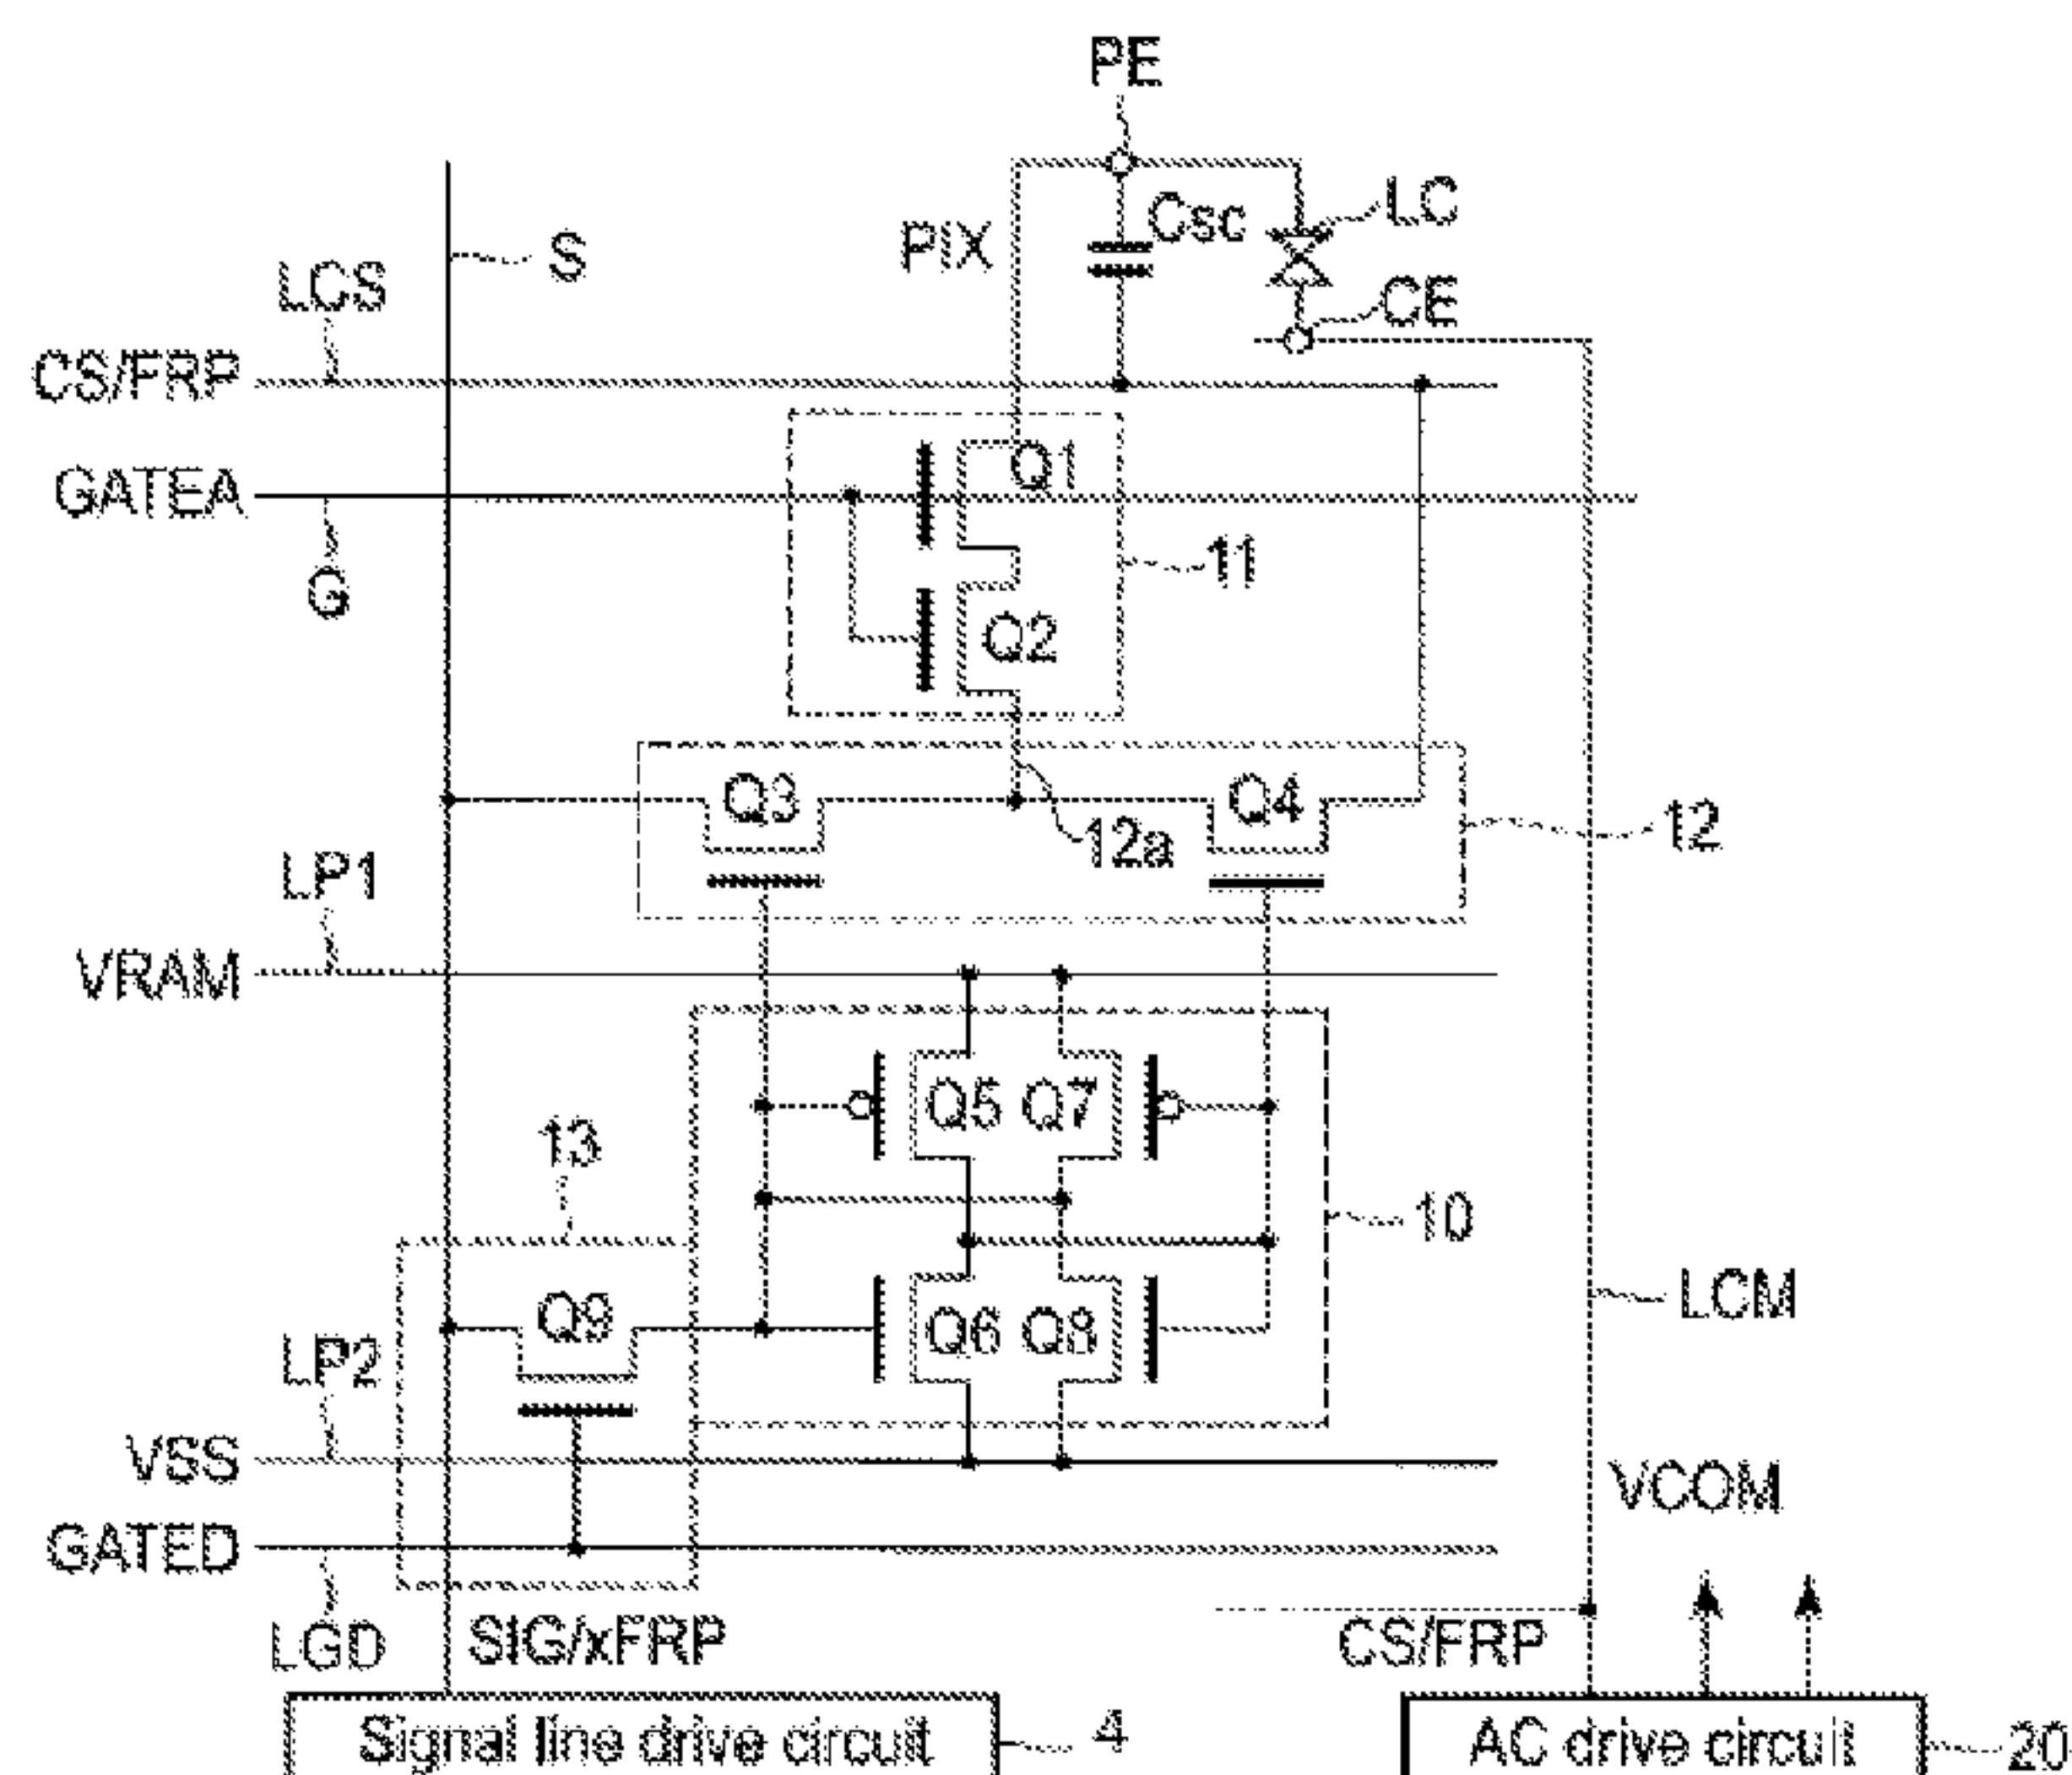 PE
LC
Csc
PIX
S
CE
LCS
CS/FRP
Q1
GATEA
11
G
Q2
Q3
Q4
12
12a
LP1
VRAM
Q5 Q7
13
10
LCM
Q9
Q6 Q8
LP2
VSS
VCOM
GATED
LGD
SIG/xFRP
CS/FRP
Signal line drive circuit
4
AC drive circuit
20